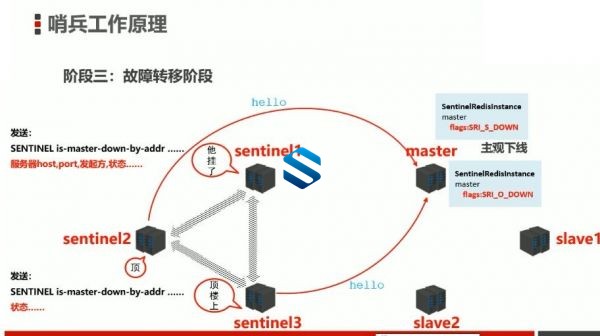 哨兵工作原理
阶段三：故障转移阶段
hello
发送：
SENTINEL is-master-down-by-addr ......
服务器host,port,发起方,状态......
他挂了
sentinel1
master
SentinelRedisInstance
master
flags:SRI_S_DOWN
主观下线
SentinelRedisInstance
master
flags:SRI_O_DOWN
sentinel2
顶
slave1
发送：
SENTINEL is-master-down-by-addr ......
状态......
顶楼上
sentinel3
hello
slave2